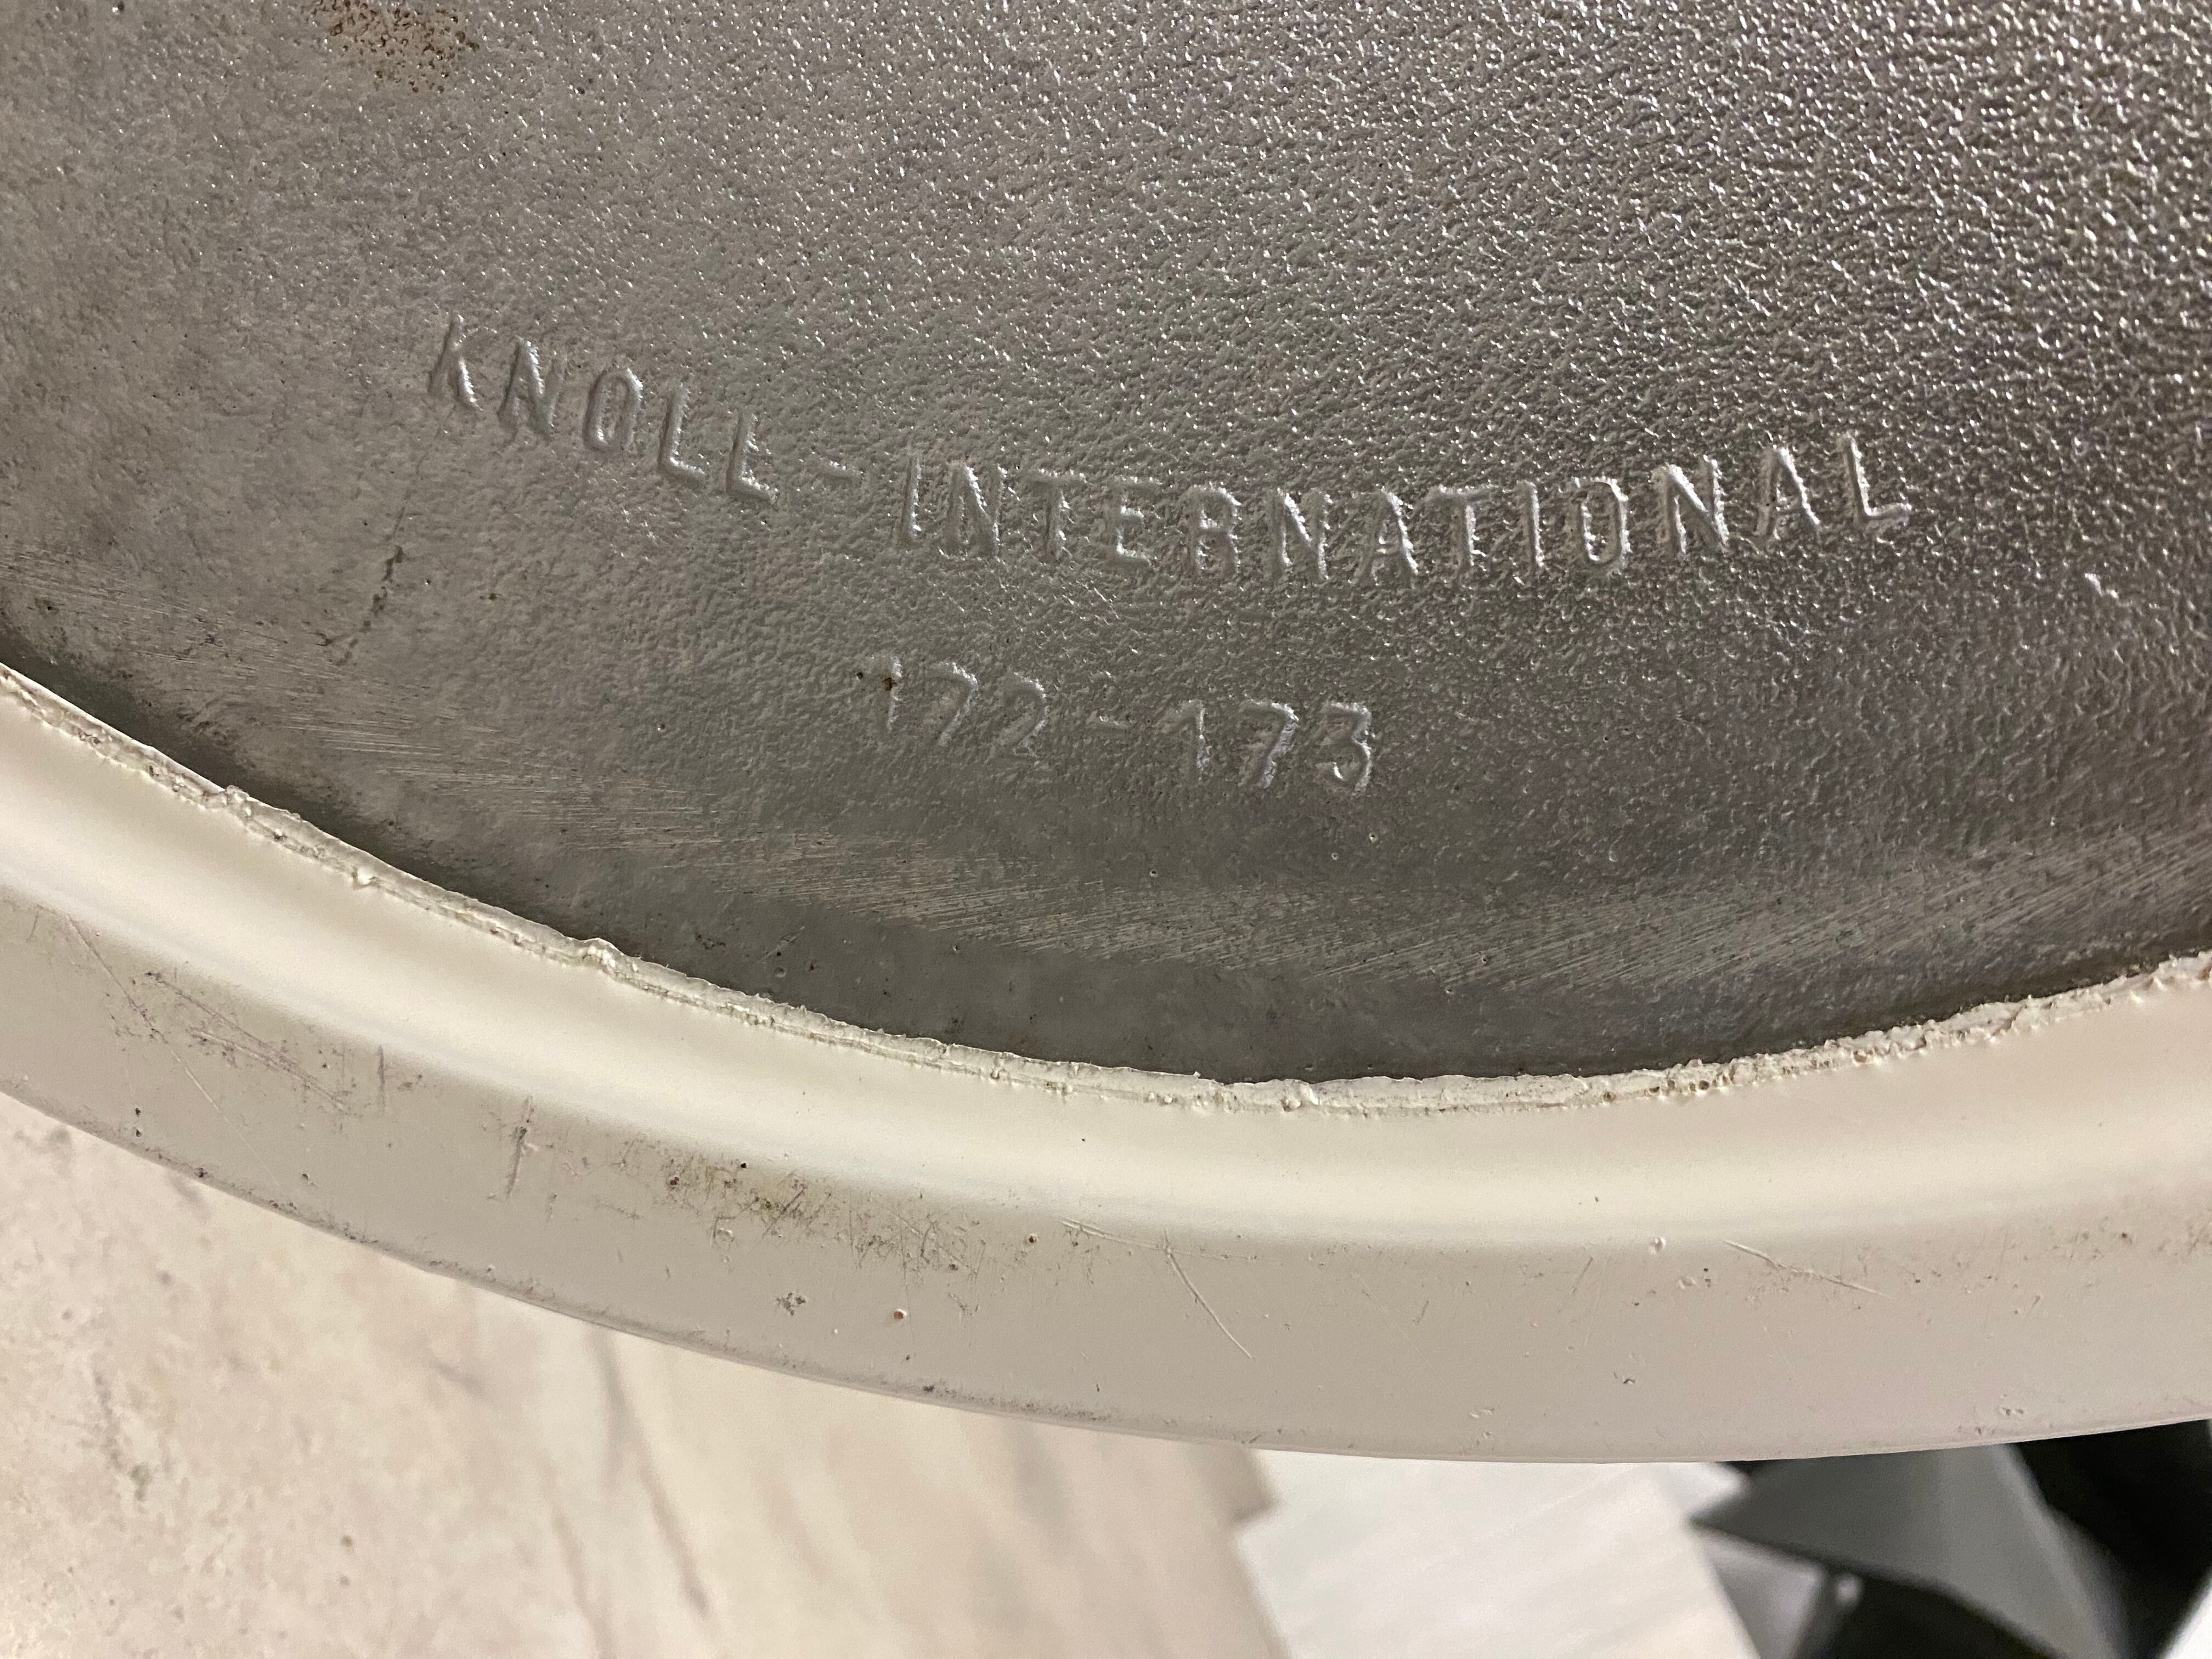 KNOLL - INTERNATIONAL
172 - 173